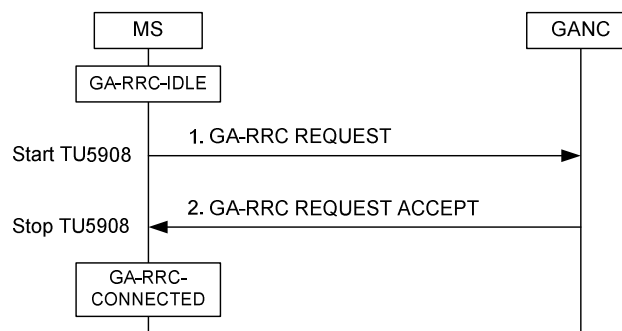 MS
GANC
GA-RRC-IDLE
1. GA-RRC REQUEST
Start TU5908
2. GA-RRC REQUEST ACCEPT
Stop TU5908
GA-RRC-
CONNECTED